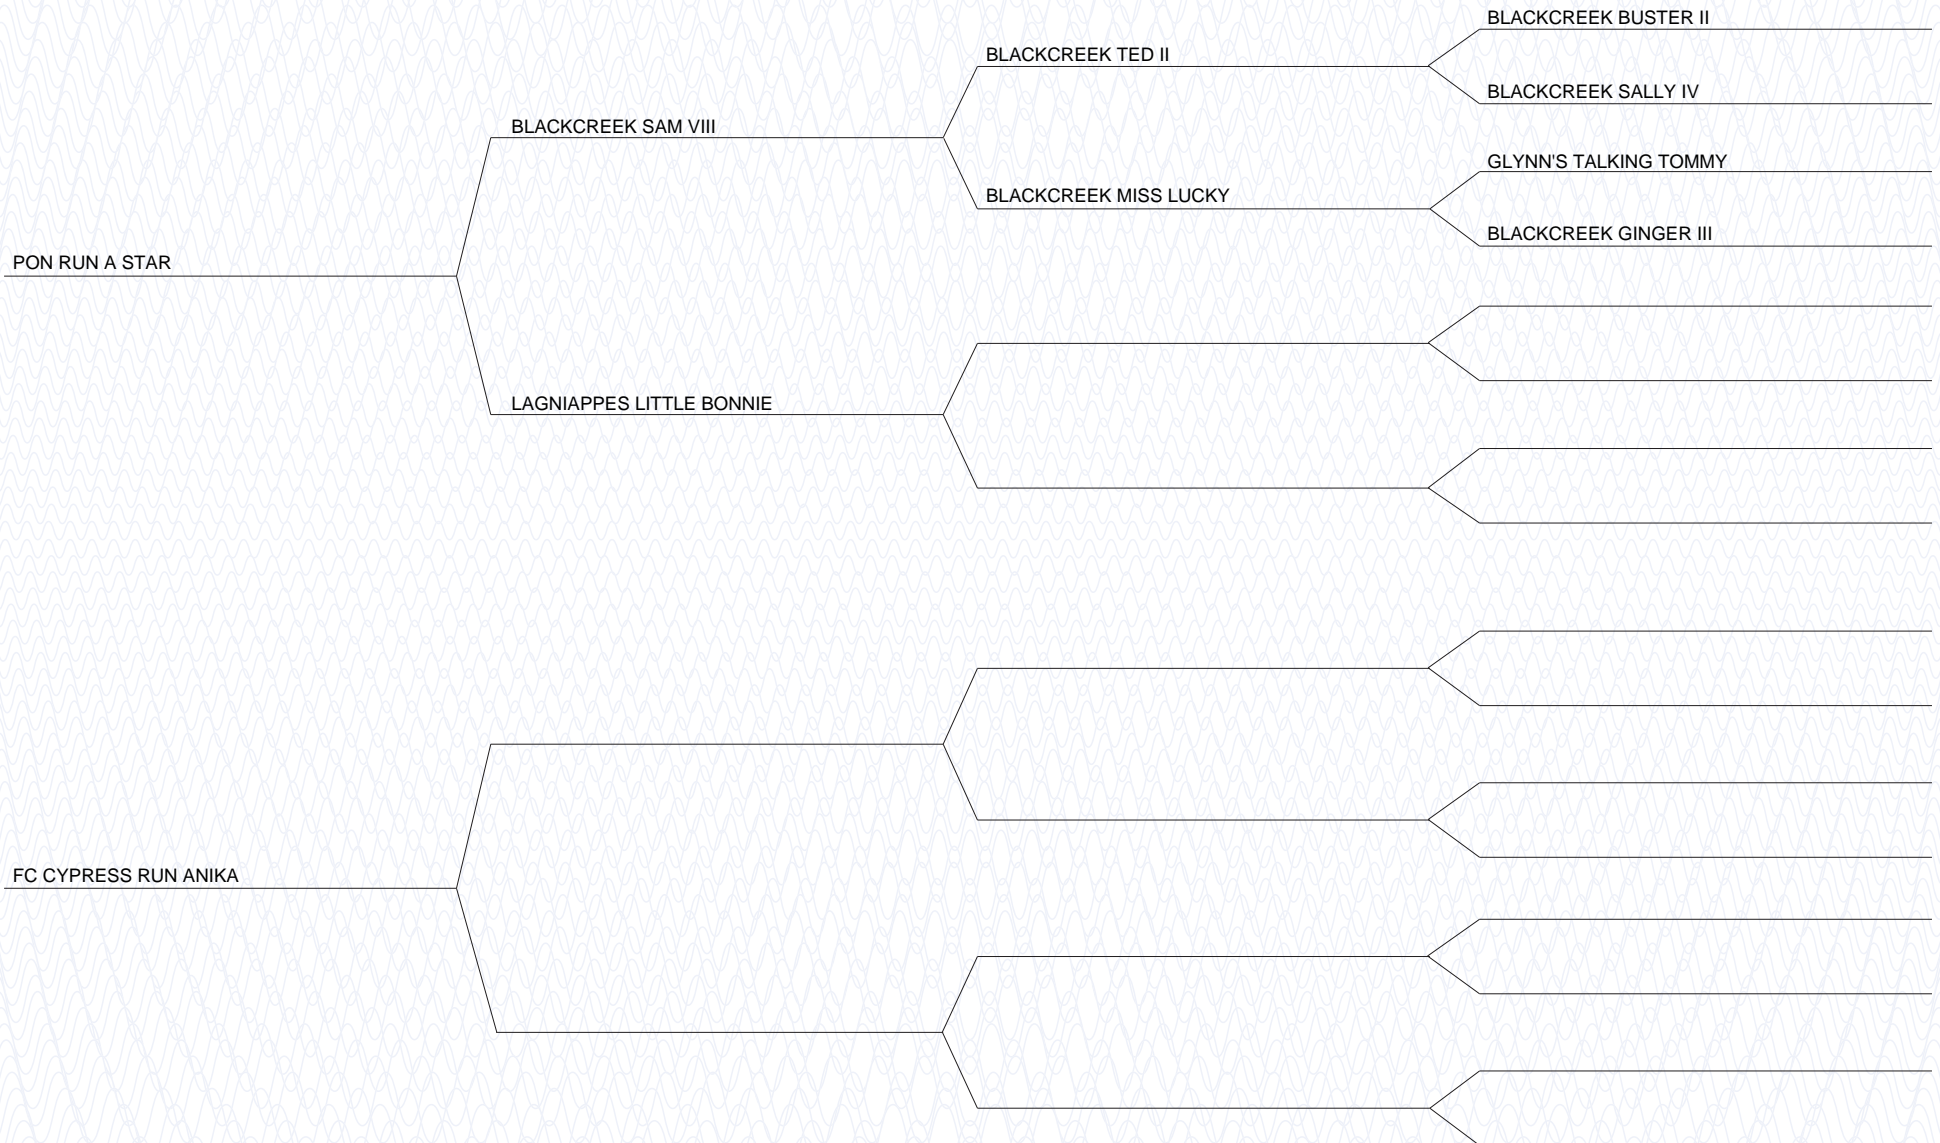 BLACKCREEK BUSTER II
BLACKCREEK TED II
BLACKCREEK SALLY IV
BLACKCREEK SAM VIII
GLYNN'S TALKING TOMMY
BLACKCREEK MISS LUCKY
BLACKCREEK GINGER III
PON RUN A STAR
LAGNIAPPES LITTLE BONNIE
FC CYPRESS RUN ANIKA